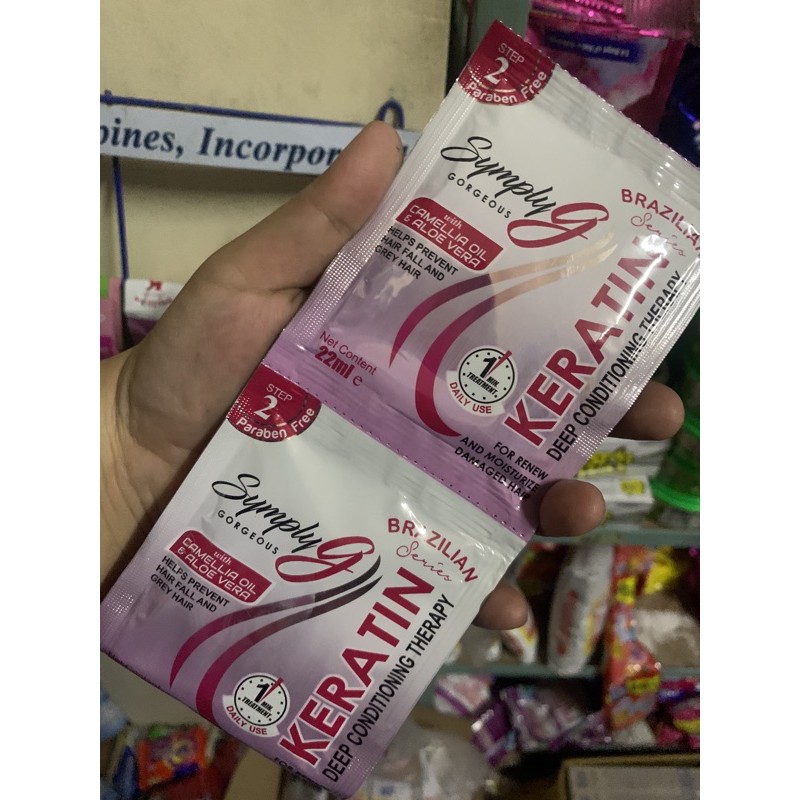 pines, Incorpor
STEP
2
Paraben Free
Symply G
GORGEOUS
with
CAMELLIA OIL
& ALOE VERA
HELPS PREVENT
HAIR FALL AND
GREY HAIR
Net Content
22ml e
1
MIN.
TREATMENT
DAILY USE
BRAZILIAN
Series
KERATIN
DEEP CONDITIONING THERAPY
FOR RENEW
AND MOISTURIZE
DAMAGED HAIR
STEP
2
Paraben Free
Symply G
GORGEOUS
with
CAMELLIA OIL
& ALOE VERA
HELPS PREVENT
HAIR FALL AND
GREY HAIR
1
MIN.
TREATMENT
DAILY USE
BRAZILIAN
Series
KERATIN
DEEP CONDITIONING THERAPY
FOR